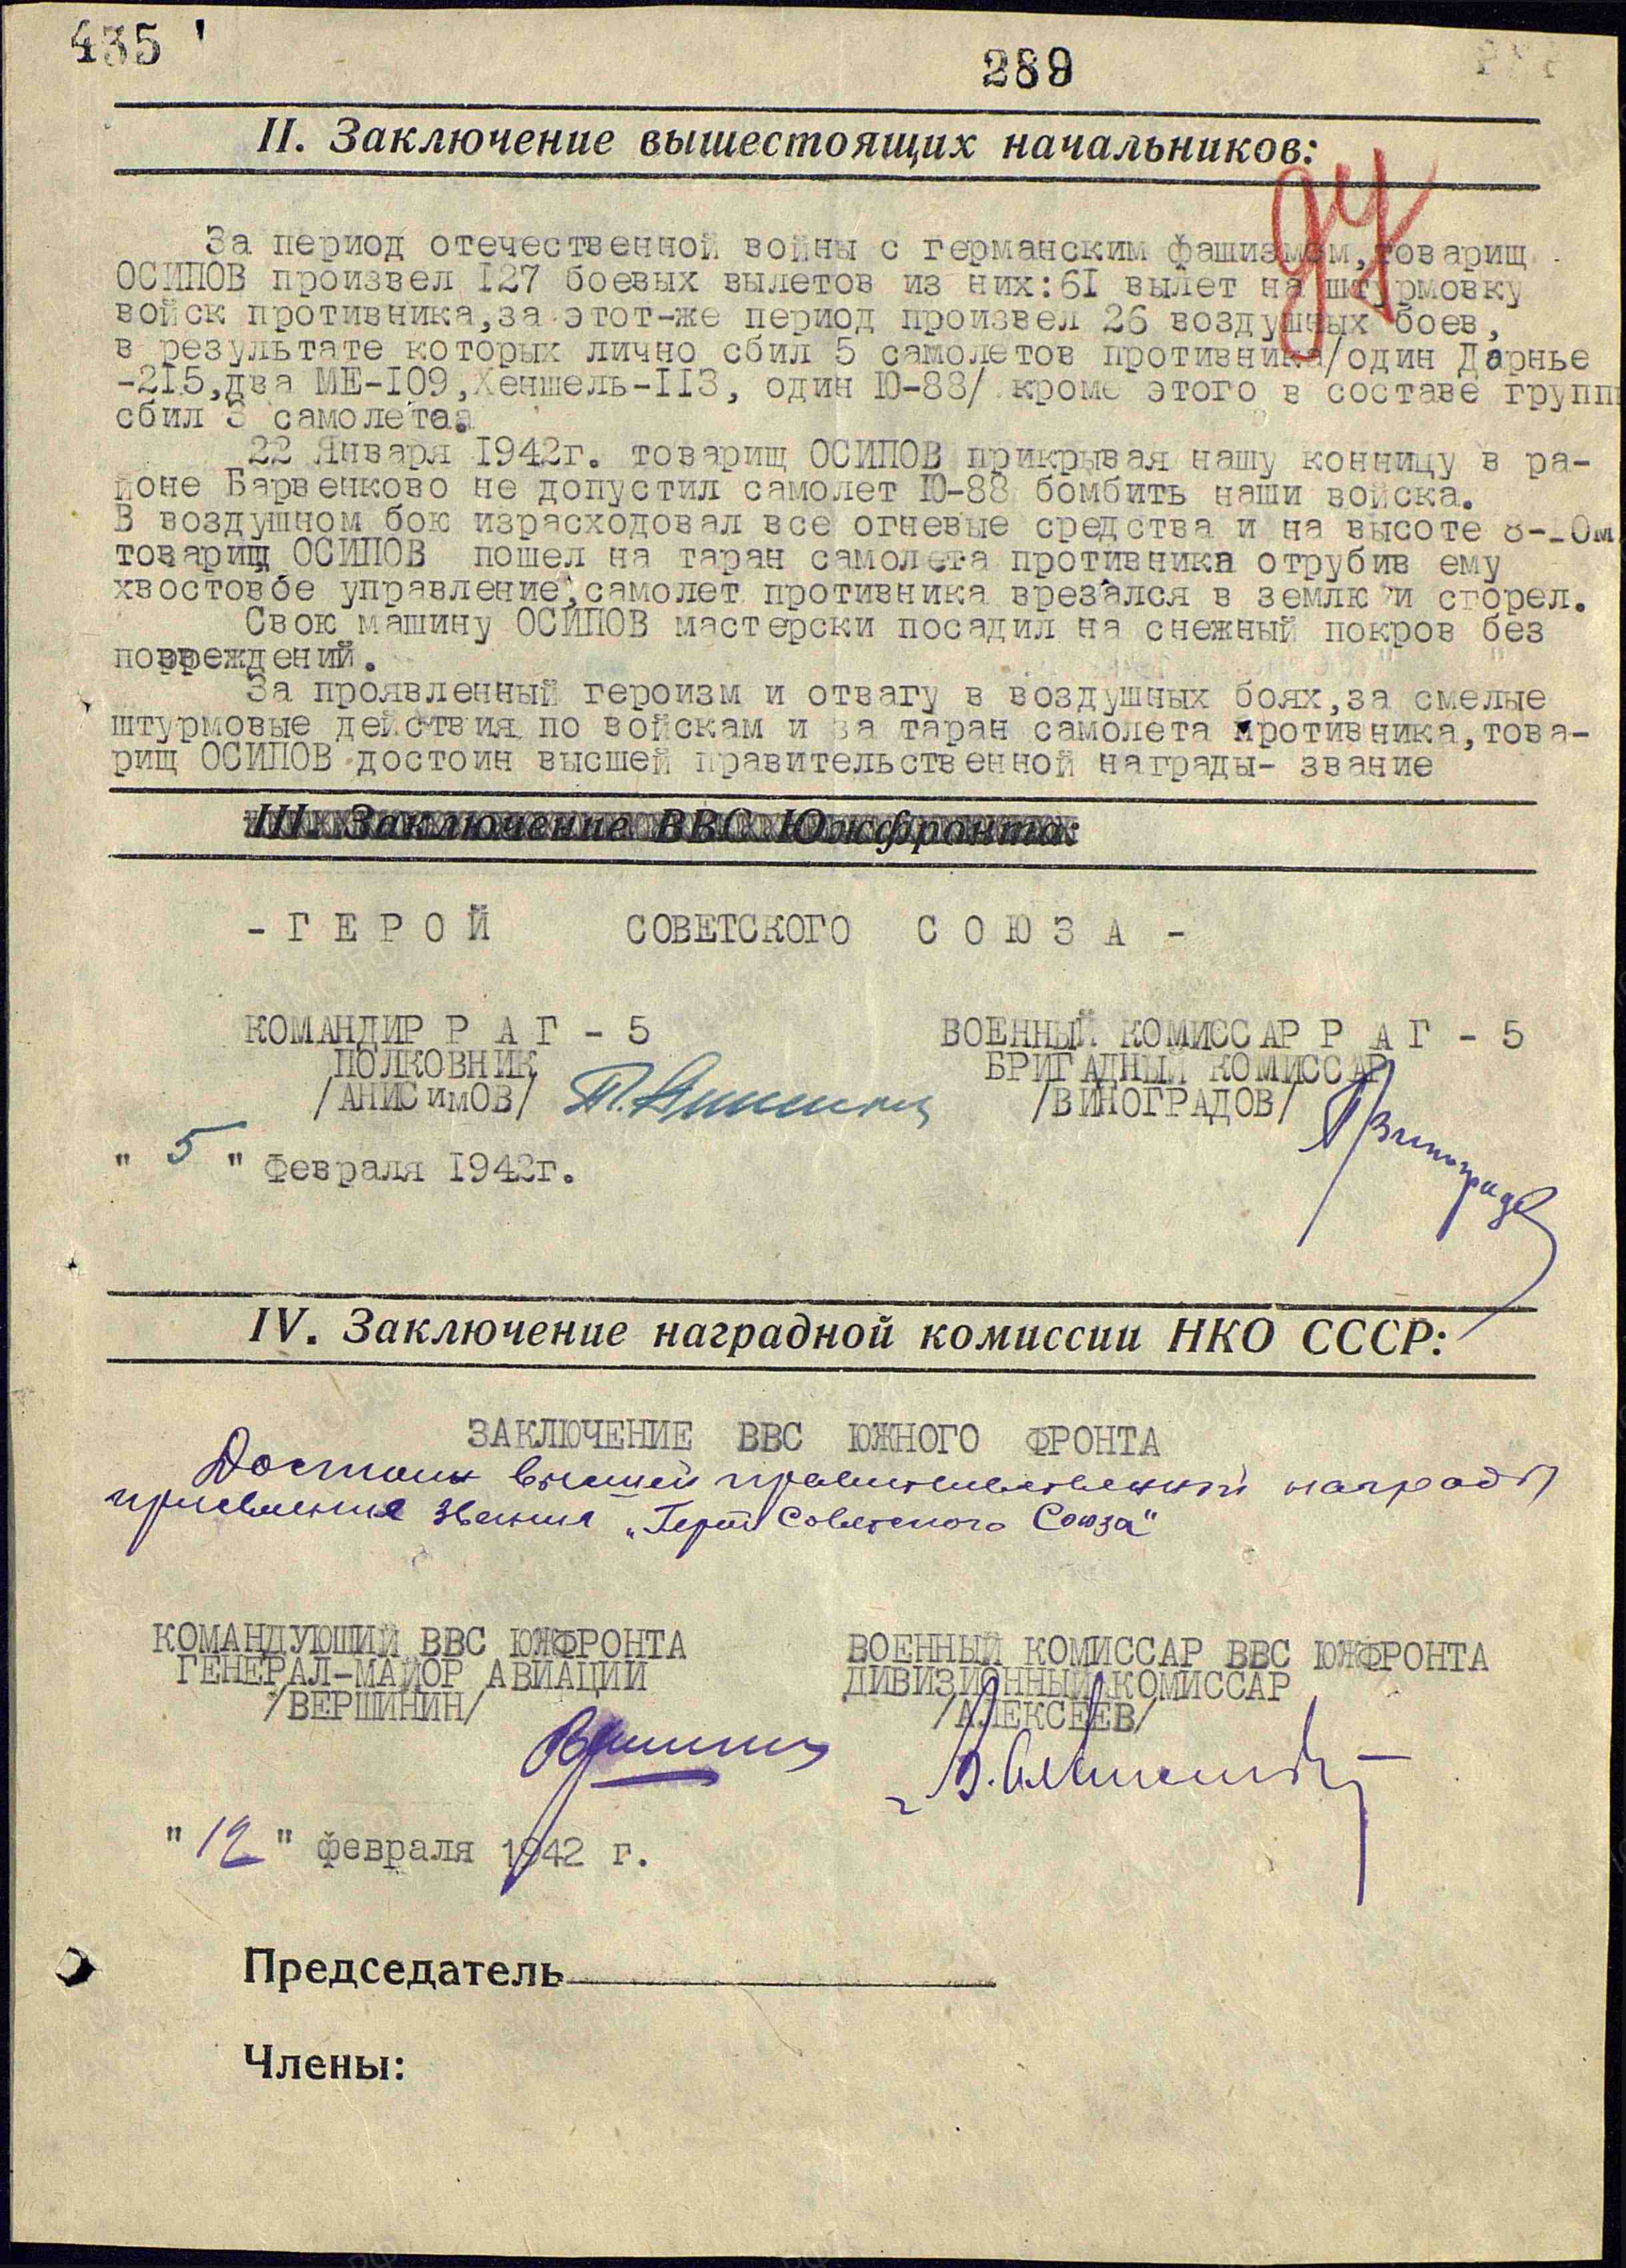 435
289
II. Заключение вышестоящих начальников:
За период отечественной войны с германским фашизмом,товарищ
ОСИПОВ произвел 127 боевых вылетов из них:61 вылет на штурмовку
войск противника,за этот-же период произвел 26 воздушных боев,
в результате которых лично сбил 5 самолетов противника/один Дарнье
-215,два МЕ-109,Хеншель-113, один Ю-88/ кроме этого в составе групп
сбил 3 самолета.
22 Января 1942г. товарищ ОСИПОВ прикрывая нашу конницу в ра-
йоне Барвенково не допустил самолет Ю-88 бомбить наши войска.
В воздушном бою израсходовал все огневые средства и на высоте 8-10м
товарищ ОСИПОВ пошел на таран самолета противника отрубив ему
хвостовое управление,самолет противника врезался в землю и сгорел.
Свою машину ОСИПОВ мастерски посадил на снежный покров без
повреждений.
За проявленный героизм и отвагу в воздушных боях,за смелые
штурмовые действия по войскам и за таран самолета противника,това-
рищ ОСИПОВ достоин высшей правительственной награды- звание
III. Заключение ВВС Южфронта:
- Г Е Р О Й СОВЕТСКОГО С О Ю З А -
КОМАНДИР Р А Г - 5 ВОЕННЫЙ КОМИССАР Р А Г - 5
ПОЛКОВНИК БРИГАДНЫЙ КОМИССАР
/АНИСимОВ/ /ВИНОГРАДОВ/
" 5 " Февраля 1942г.
IV. Заключение наградной комиссии НКО СССР:
ЗАКЛЮЧЕНИЕ ВВС ЮЖНОГО ФРОНТА
Достоин высшей правительственной награды
присвоения звания „Герой Советского Союза"
КОМАНДУЮШИЙ ВВС ЮЖФРОНТА ВОЕННЫЙ КОМИССАР ВВС ЮЖФРОНТА
ГЕНЕРАЛ-МАЙОР АВИАЦИИ ДИВИЗИОННЫЙ КОМИССАР
/ВЕРШИНИН/ /АЛЕКСЕЕВ/
" 12 " февраля 1942 г.
Председатель
Члены: